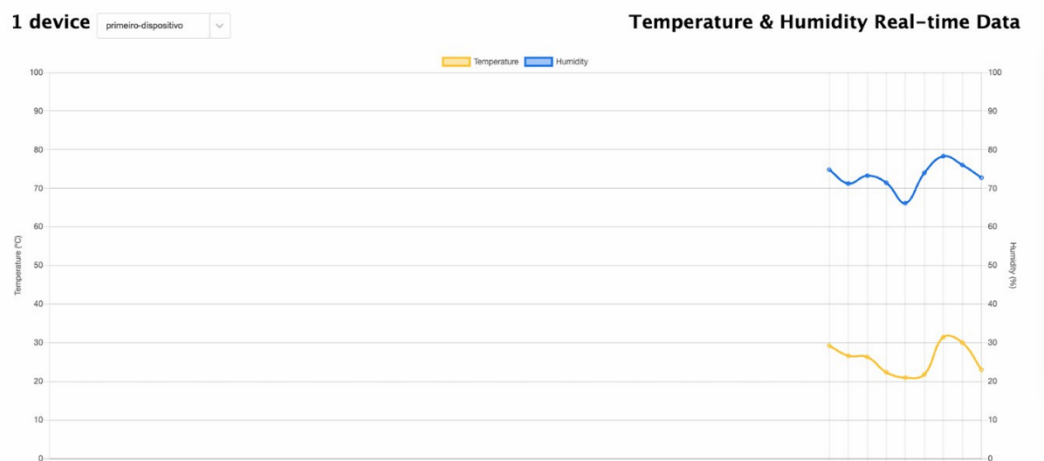 1 device primeiro-dispositivo Temperature & Humidity Real-time Data
Temperature Humidity
100 100
90 90
80 80
70 70
60 60
50 50
40 40
30 30
20 20
10 10
0 0
Temperature (ºC)
Humidity (%)